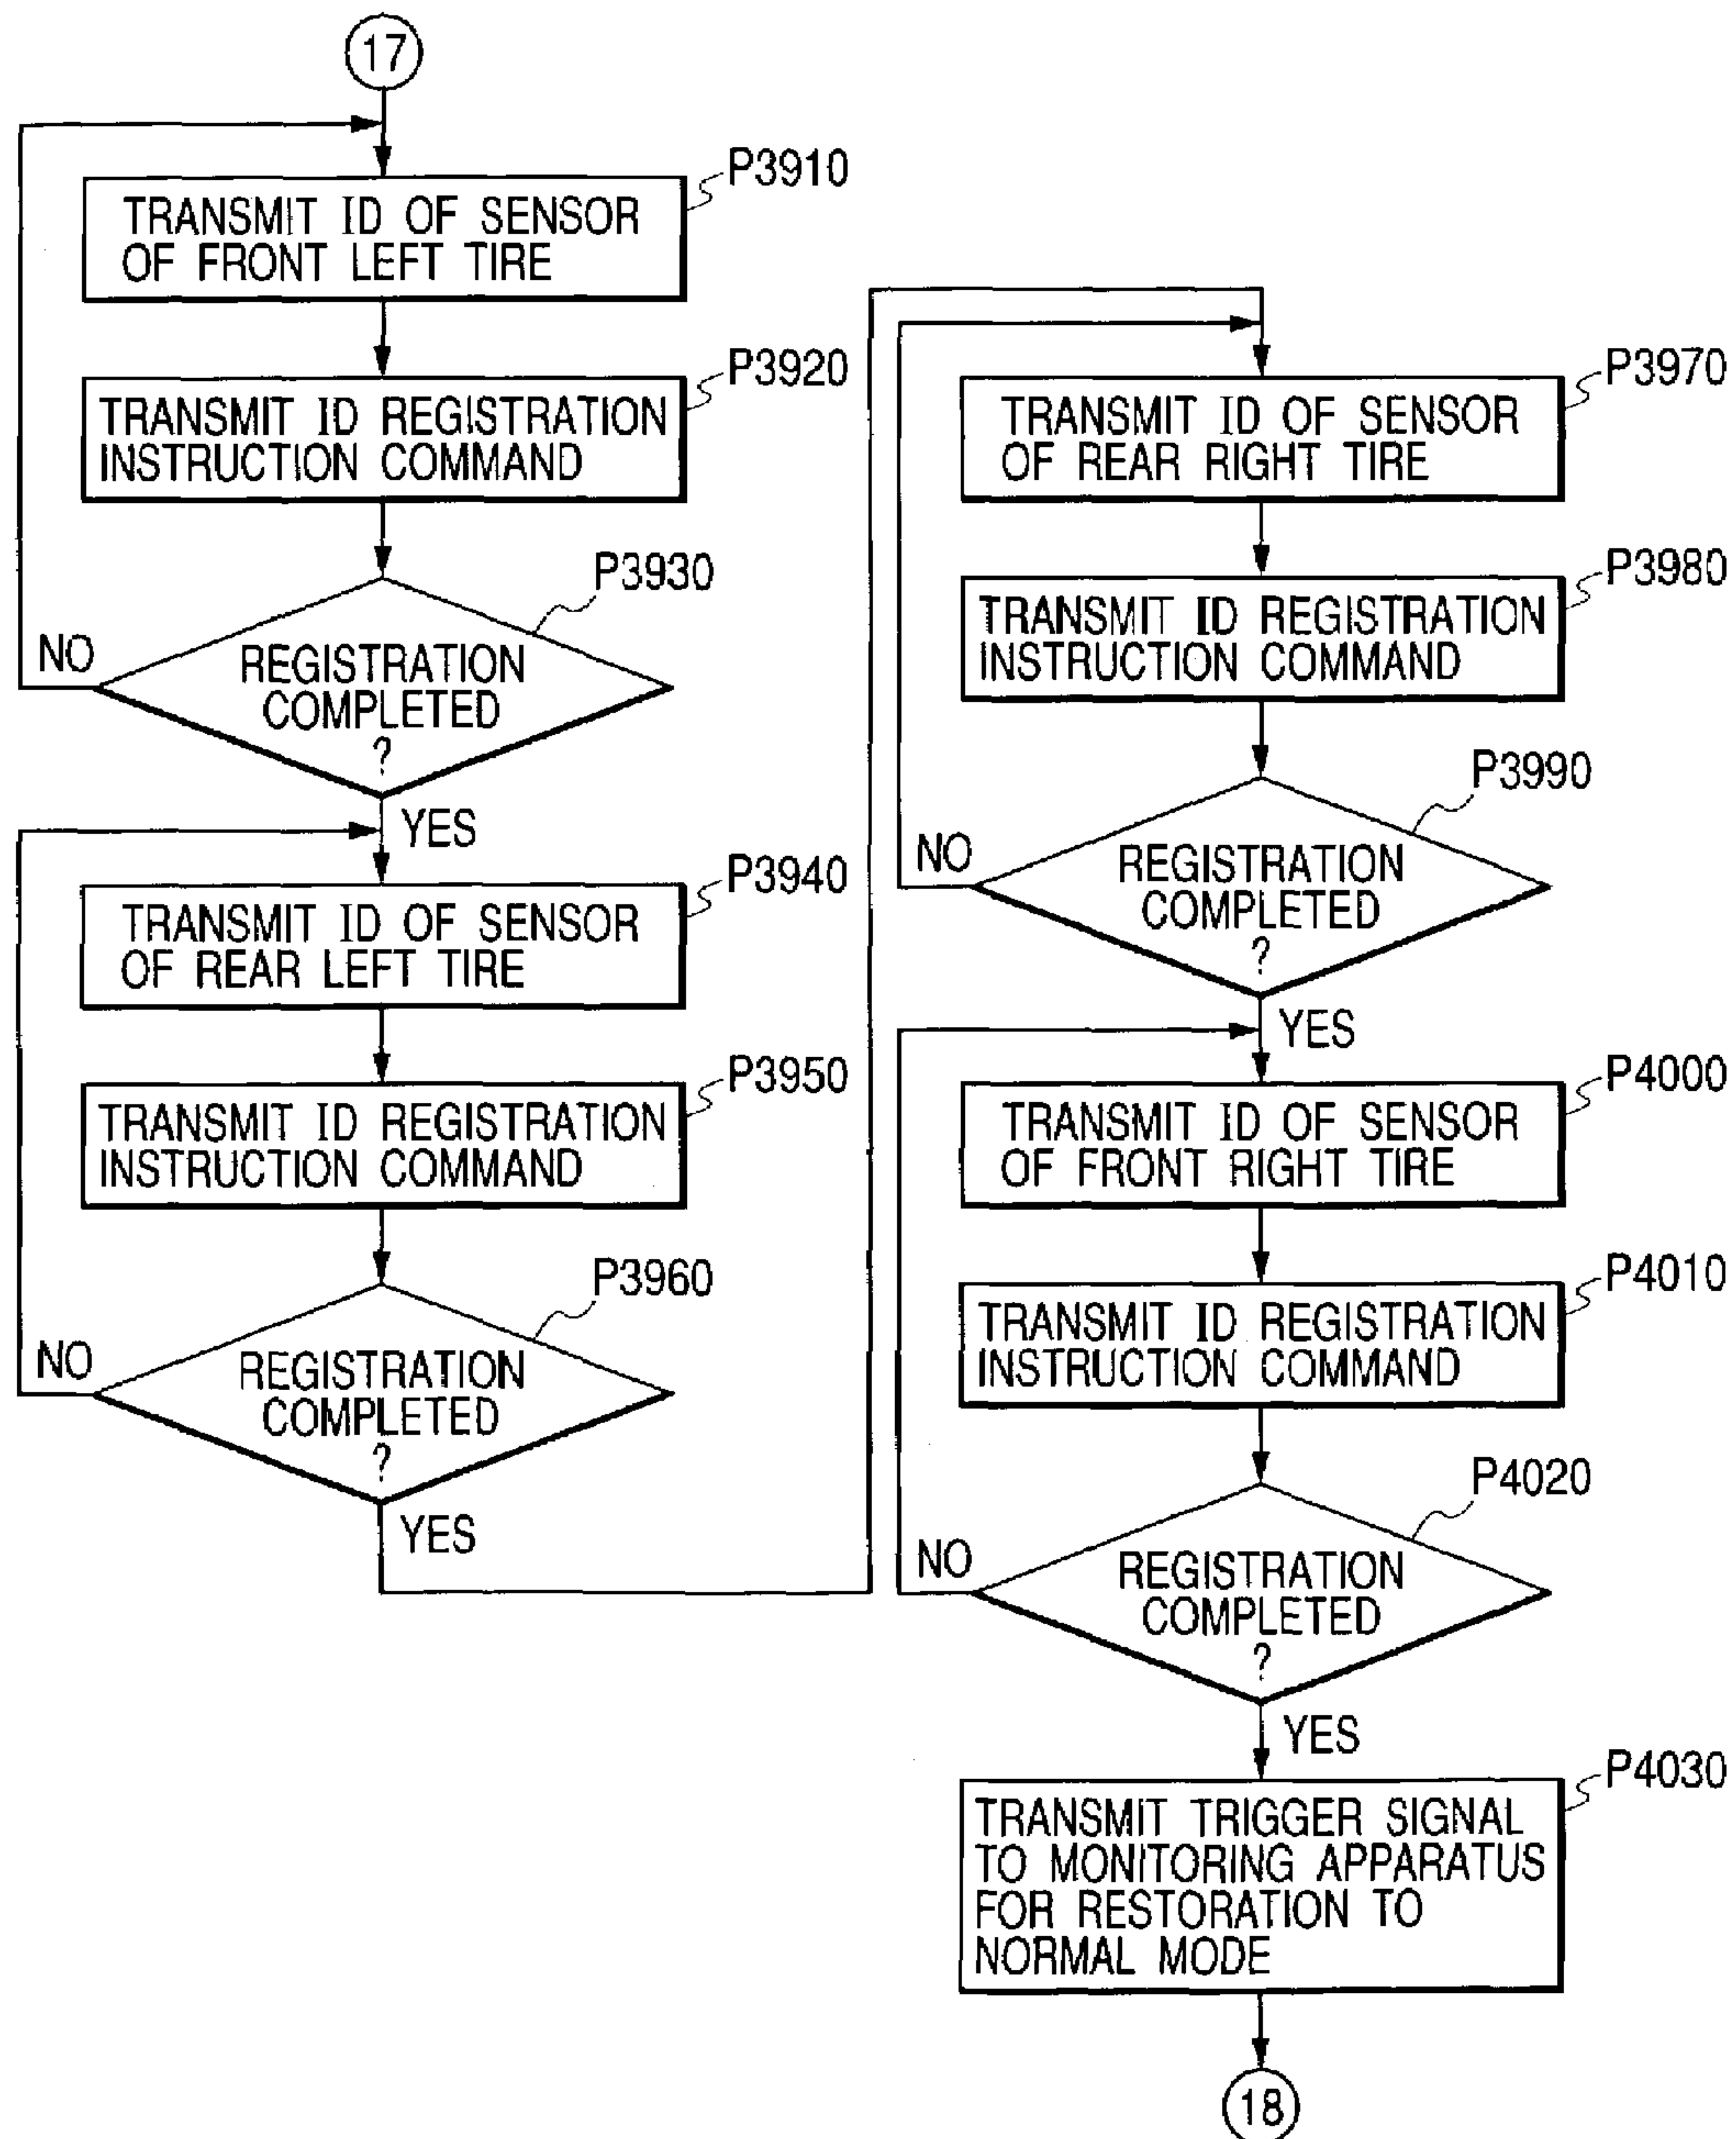 17
P3910
TRANSMIT ID OF SENSOR
OF FRONT LEFT TIRE
P3920
TRANSMIT ID REGISTRATION
INSTRUCTION COMMAND
P3930
NO
REGISTRATION
COMPLETED
?
YES
P3940
TRANSMIT ID OF SENSOR
OF REAR LEFT TIRE
P3950
TRANSMIT ID REGISTRATION
INSTRUCTION COMMAND
P3960
NO
REGISTRATION
COMPLETED
?
YES
P3970
TRANSMIT ID OF SENSOR
OF REAR RIGHT TIRE
P3980
TRANSMIT ID REGISTRATION
INSTRUCTION COMMAND
P3990
NO
REGISTRATION
COMPLETED
?
YES
P4000
TRANSMIT ID OF SENSOR
OF FRONT RIGHT TIRE
P4010
TRANSMIT ID REGISTRATION
INSTRUCTION COMMAND
P4020
NO
REGISTRATION
COMPLETED
?
YES
P4030
TRANSMIT TRIGGER SIGNAL
TO MONITORING APPARATUS
FOR RESTORATION TO
NORMAL MODE
18